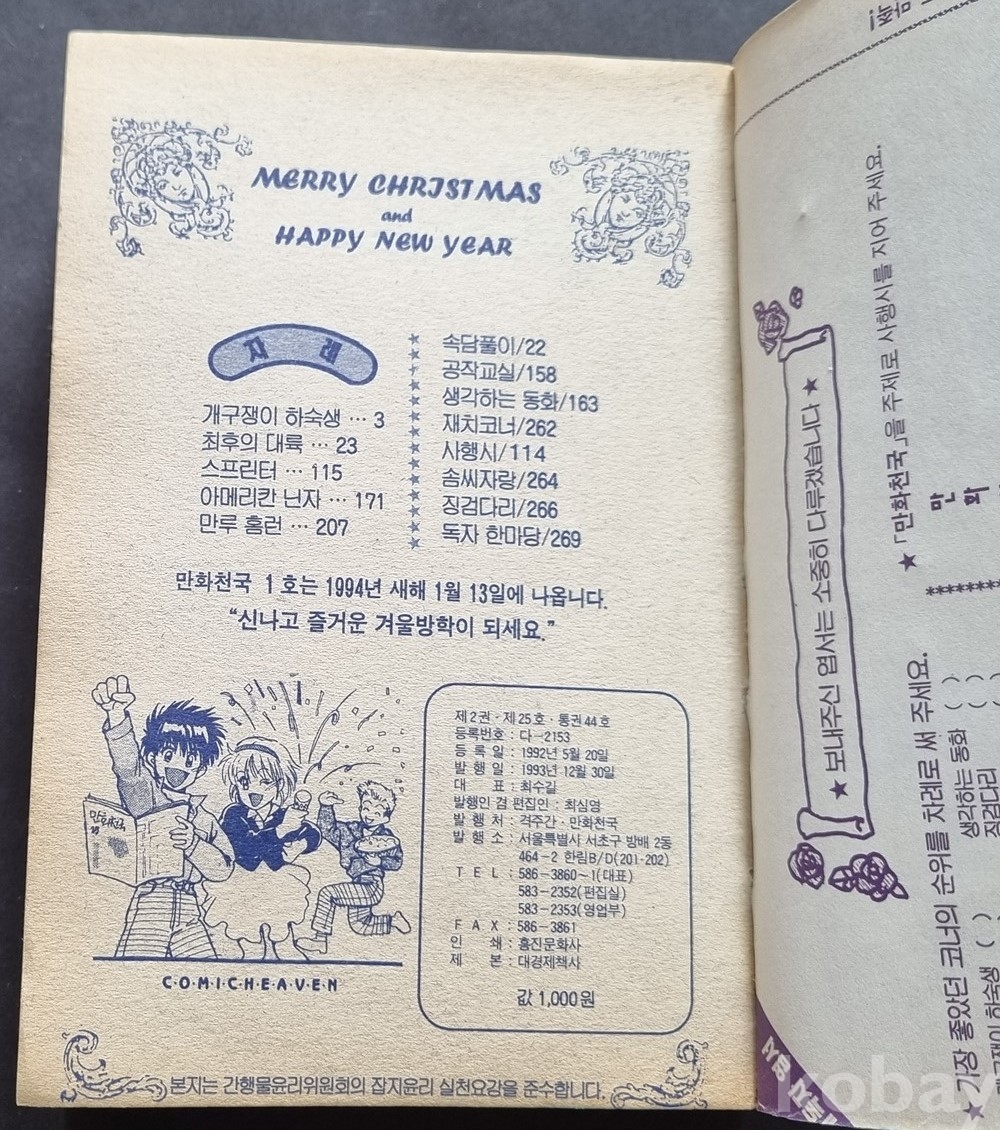 MERRY CHRISTMAS
and
HAPPY NEW YEAR
차 례
개구쟁이 하숙생 … 3
최후의 대륙 … 23
스프린터 … 115
아메리칸 닌자 … 171
만루 홈런 … 207
속담풀이/22
공작교실/158
생각하는 동화/163
재치코너/262
사행시/114
솜씨자랑/264
징검다리/266
독자 한마당/269
만화천국 1호는 1994년 새해 1월 13일에 나옵니다.
“신나고 즐거운 겨울방학이 되세요.”
만화천국
C·O·M·I·C·H·E·A·V·E·N
제2권·제25호·통권44호
등록번호 : 다-2153
등 록 일 : 1992년 5월 20일
발 행 일 : 1993년 12월 30일
대 표 : 최수길
발행인 겸 편집인 : 최심영
발 행 처 : 격주간·만화천국
발 행 소 : 서울특별시 서초구 방배 2동
464-2 한림B/D(201-202)
T E L : 586-3860~1(대표)
583-2352(편집실)
583-2353(영업부)
F A X : 586-3861
인 쇄 : 홍진문화사
제 본 : 대경제책사
값 1,000원
본지는 간행물윤리위원회의 잡지윤리 실천요강을 준수합니다.
★ 보내주신 엽서는 소중히 다루겠습니다 ★
★ 「만화천국」을 주제로 사행시를 지어 주세요.
만
화
★ 가장 좋았던 코너의 순위를 차례로 써 주세요.
하숙생 ( )
생각하는 동화 ( )
징검다리 ( )
kobay